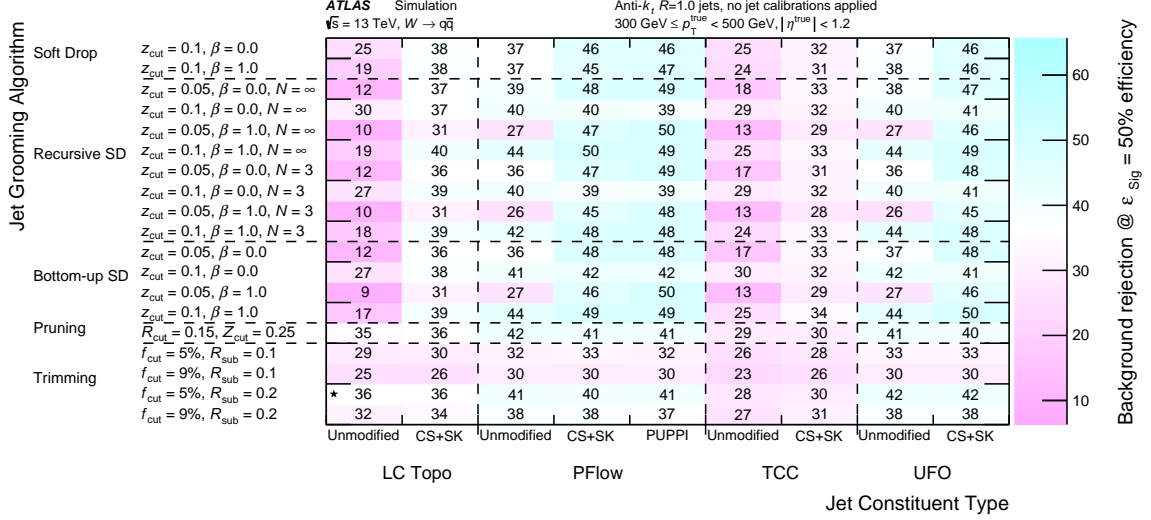 ATLAS Simulation
√s = 13 TeV, W → qq̄
Anti-k_t R=1.0 jets, no jet calibrations applied
300 GeV ≤ p_T^true < 500 GeV, |η^true| < 1.2
Jet Grooming Algorithm
Soft Drop
z_cut = 0.1, β = 0.0 25 38 37 46 46 25 32 37 46
z_cut = 0.1, β = 1.0 19 38 37 45 47 24 31 38 46
Recursive SD
z_cut = 0.05, β = 0.0, N = ∞ 12 37 39 48 49 18 33 38 47
z_cut = 0.1, β = 0.0, N = ∞ 30 37 40 40 39 29 32 40 41
z_cut = 0.05, β = 1.0, N = ∞ 10 31 27 47 50 13 29 27 46
z_cut = 0.1, β = 1.0, N = ∞ 19 40 44 50 49 25 33 44 49
z_cut = 0.05, β = 0.0, N = 3 12 36 36 47 49 17 31 36 48
z_cut = 0.1, β = 0.0, N = 3 27 39 40 39 39 29 32 40 41
z_cut = 0.05, β = 1.0, N = 3 10 31 26 45 48 13 28 26 45
z_cut = 0.1, β = 1.0, N = 3 18 39 42 48 48 24 33 44 48
Bottom-up SD
z_cut = 0.05, β = 0.0 12 36 36 48 48 17 33 37 48
z_cut = 0.1, β = 0.0 27 38 41 42 42 30 32 42 41
z_cut = 0.05, β = 1.0 9 31 27 46 50 13 29 27 46
z_cut = 0.1, β = 1.0 17 39 44 49 49 25 34 44 50
Pruning
R_cut = 0.15, Z_cut = 0.25 35 36 42 41 41 29 30 41 40
Trimming
f_cut = 5%, R_sub = 0.1 29 30 32 33 32 26 28 33 33
f_cut = 9%, R_sub = 0.1 25 26 30 30 30 23 26 30 30
f_cut = 5%, R_sub = 0.2 ★ 36 36 41 40 41 28 30 42 42
f_cut = 9%, R_sub = 0.2 32 34 38 38 37 27 31 38 38
Unmodified CS+SK Unmodified CS+SK PUPPI Unmodified CS+SK Unmodified CS+SK
LC Topo PFlow TCC UFO
Jet Constituent Type
60
50
40
30
20
10
Background rejection @ ε_Sig = 50% efficiency